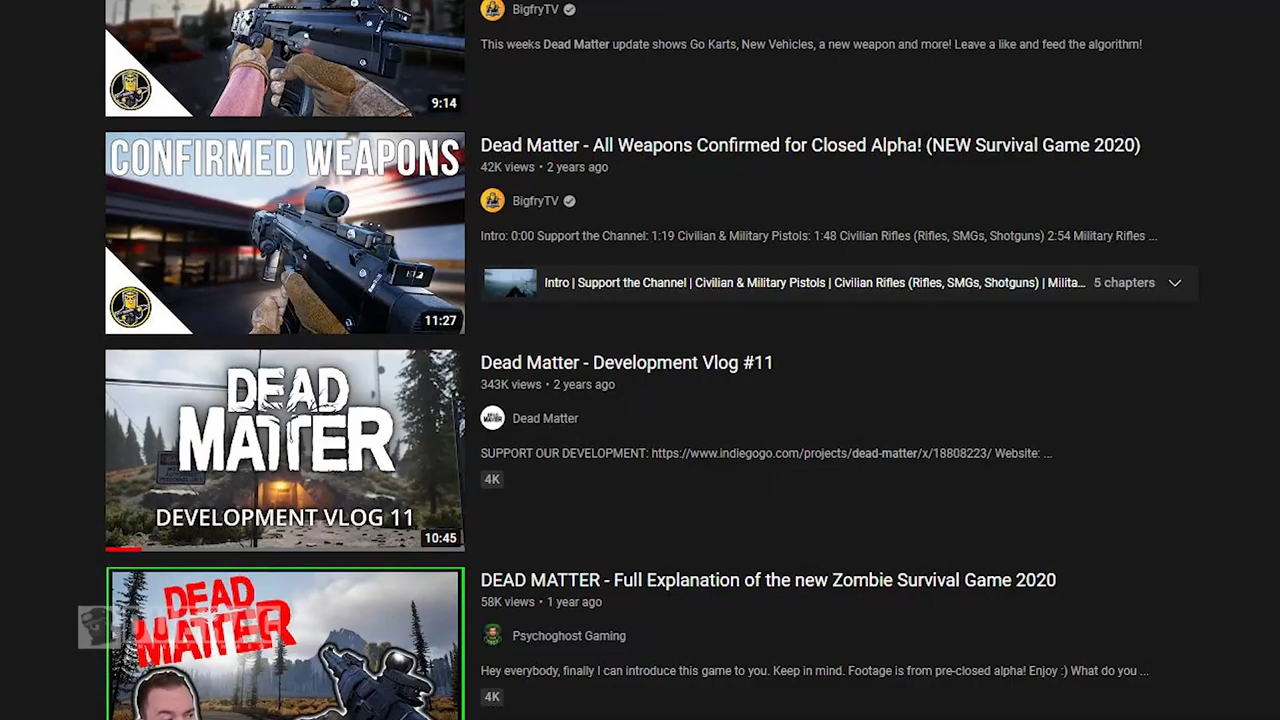 BigfryTV
This weeks Dead Matter update shows Go Karts, New Vehicles, a new weapon and more! Leave a like and feed the algorithm!
9:14
CONFIRMED WEAPONS
11:27
Dead Matter - All Weapons Confirmed for Closed Alpha! (NEW Survival Game 2020)
42K views • 2 years ago
BigfryTV
Intro: 0:00 Support the Channel: 1:19 Civilian & Military Pistols: 1:48 Civilian Rifles (Rifles, SMGs, Shotguns) 2:54 Military Rifles ...
Intro | Support the Channel | Civilian & Military Pistols | Civilian Rifles (Rifles, SMGs, Shotguns) | Milita... 5 chapters
DEAD
MATTER
DEVELOPMENT VLOG 11
10:45
Dead Matter - Development Vlog #11
343K views • 2 years ago
Dead Matter
SUPPORT OUR DEVELOPMENT: https://www.indiegogo.com/projects/dead-matter/x/18808223/ Website: ...
4K
DEAD
MATTER
DEAD MATTER - Full Explanation of the new Zombie Survival Game 2020
58K views • 1 year ago
Psychoghost Gaming
Hey everybody, finally I can introduce this game to you. Keep in mind. Footage is from pre-closed alpha! Enjoy :) What do you ...
4K